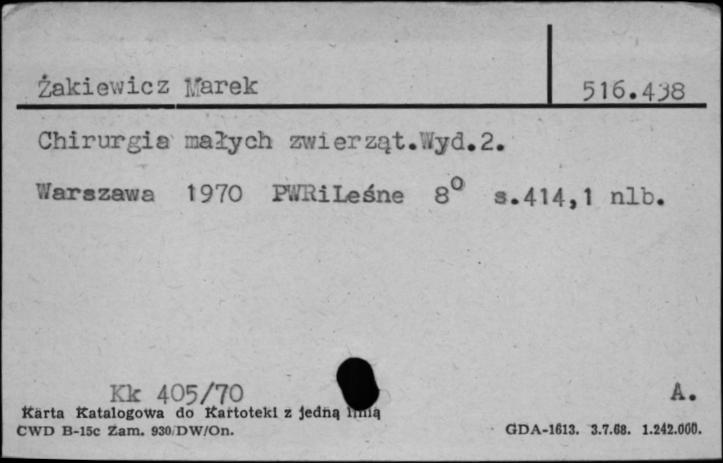 Żakiewicz Marek 516.438
Chirurgia małych zwierząt.Wyd.2.
Warszawa 1970 PWRiLeśne 8° s.414,1 nlb.
Kk 405/70 A.
Karta Katalogowa do Kartoteki z jedną linią
CWD B-15c Zam. 930/DW/On. GDA-1613. 3.7.68. 1.242.000.